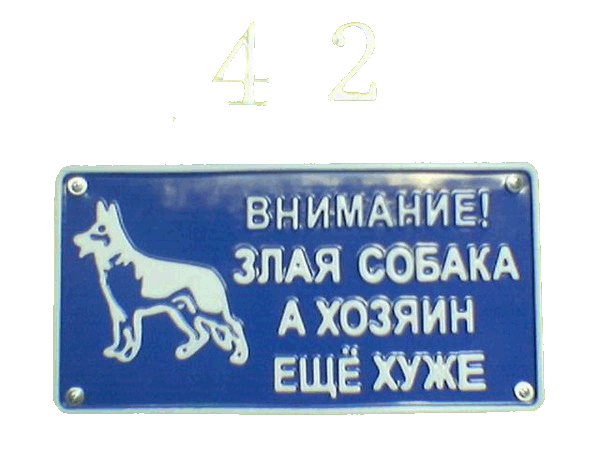 4 2
ВНИМАНИЕ!
ЗЛАЯ СОБАКА
А ХОЗЯИН
ЕЩЁ ХУЖЕ